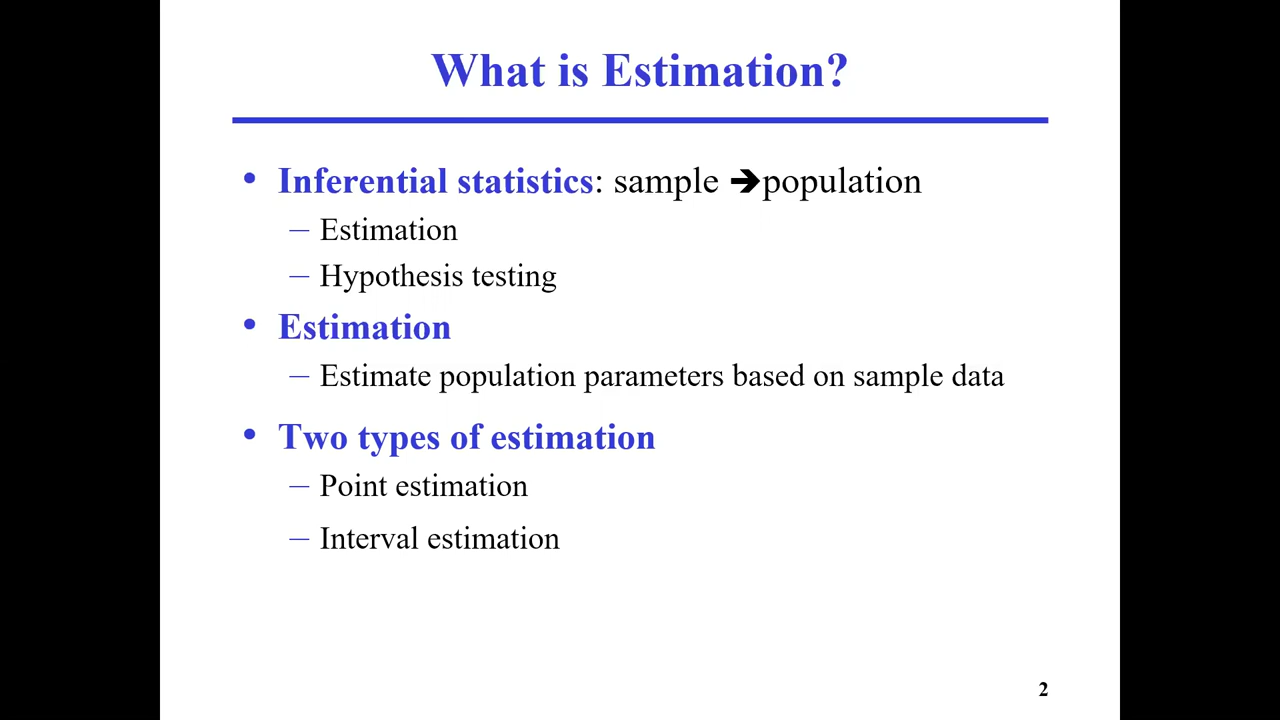 What is Estimation?
• Inferential statistics: sample ➔population
– Estimation
– Hypothesis testing
• Estimation
– Estimate population parameters based on sample data
• Two types of estimation
– Point estimation
– Interval estimation
2